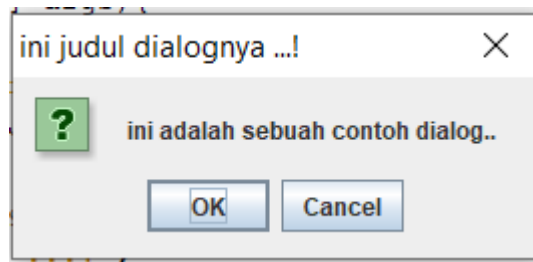 ini judul dialognya ...!
?
ini adalah sebuah contoh dialog..
OK
Cancel